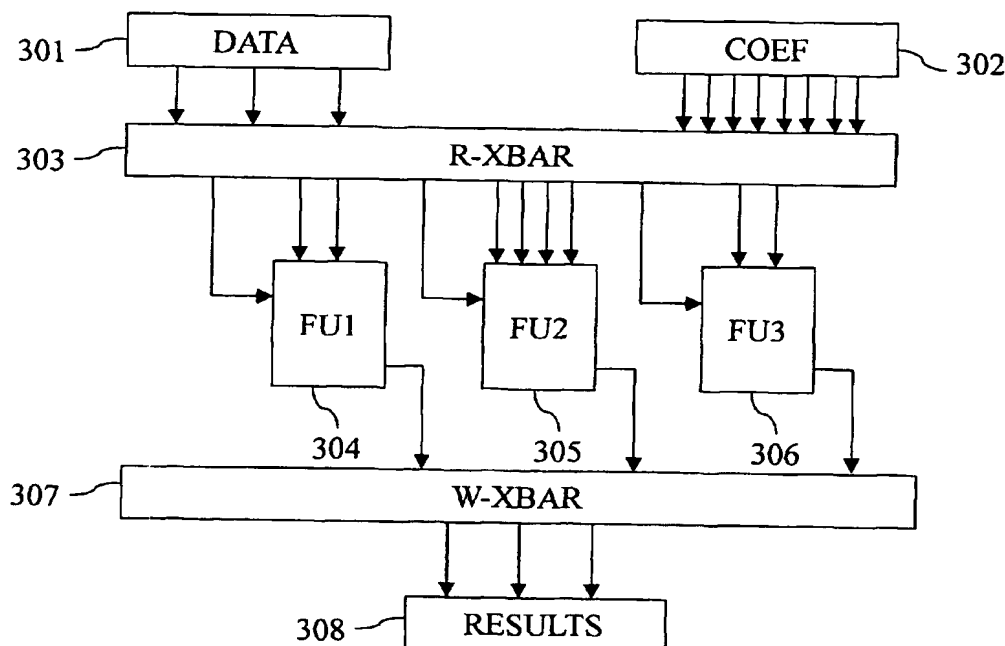 301
DATA
COEF
302
303
R-XBAR
FU1
FU2
FU3
304
305
306
307
W-XBAR
308
RESULTS